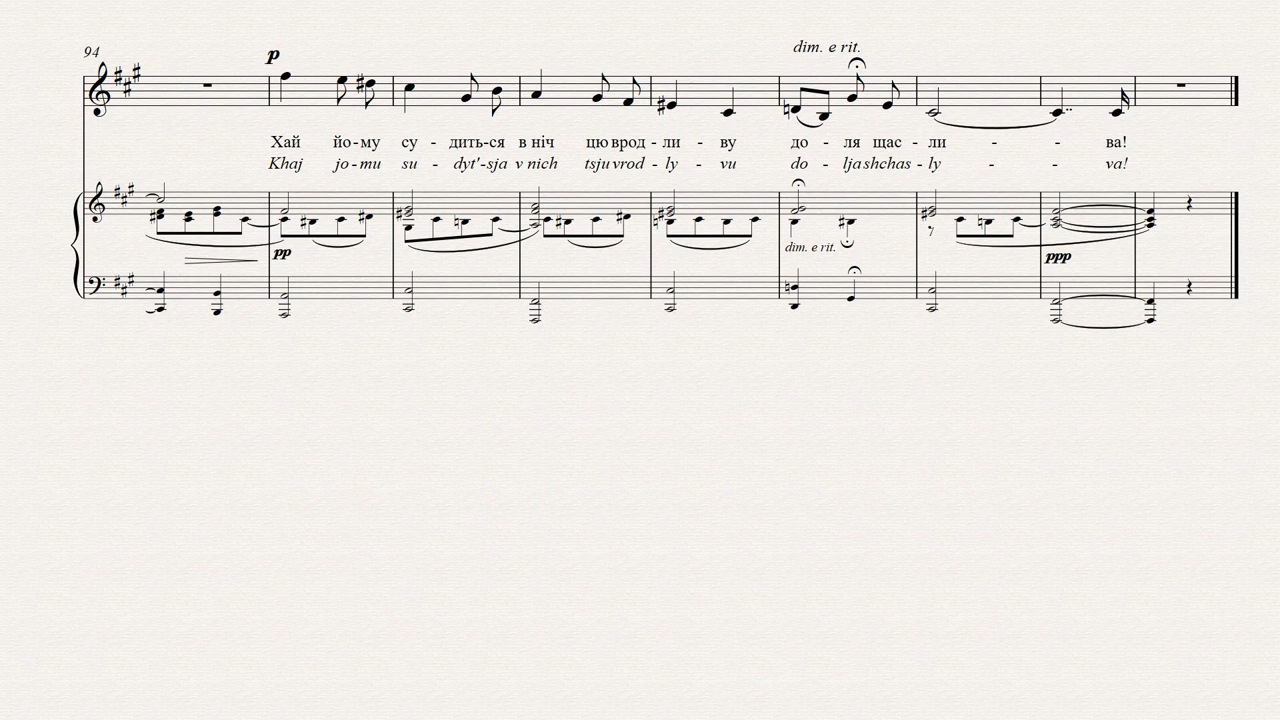 94
p
dim. e rit.
Хай йо-му су - дить-ся в ніч цю врод - ли - ву до - ля щас - ли - - ва!
Khaj jo-mu su - dyt'-sja v nich tsju vrod - ly - vu do - lja shchas - ly - - va!
pp
dim. e rit.
ppp